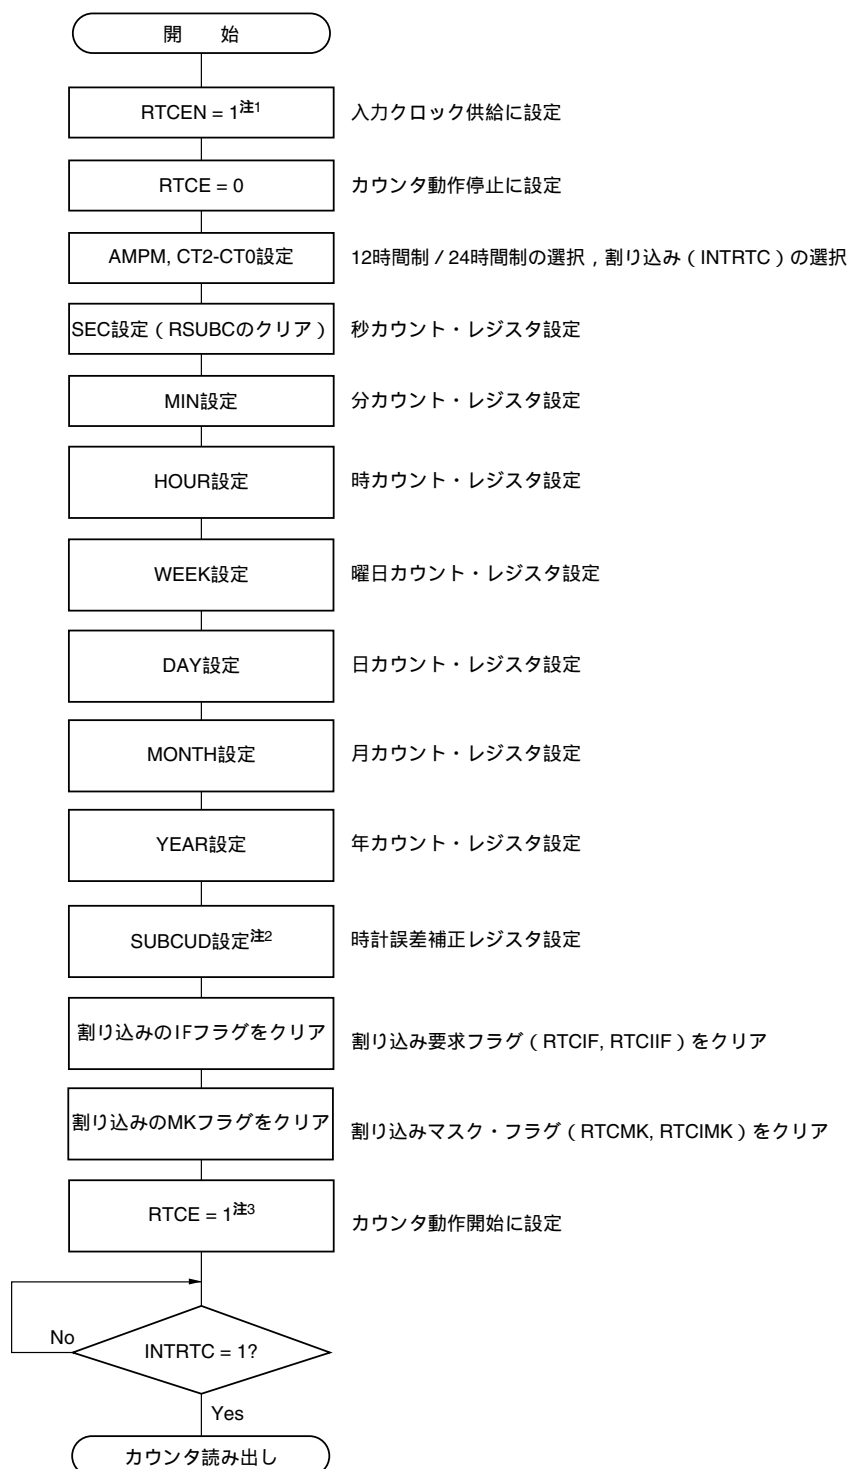 開　始
RTCEN = 1注1 入力クロック供給に設定
RTCE = 0 カウンタ動作停止に設定
AMPM, CT2-CT0設定 12時間制 / 24時間制の選択 , 割り込み ( INTRTC ) の選択
SEC設定 ( RSUBCのクリア ) 秒カウント・レジスタ設定
MIN設定 分カウント・レジスタ設定
HOUR設定 時カウント・レジスタ設定
WEEK設定 曜日カウント・レジスタ設定
DAY設定 日カウント・レジスタ設定
MONTH設定 月カウント・レジスタ設定
YEAR設定 年カウント・レジスタ設定
SUBCUD設定注2 時計誤差補正レジスタ設定
割り込みのIFフラグをクリア 割り込み要求フラグ ( RTCIF, RTCIIF ) をクリア
割り込みのMKフラグをクリア 割り込みマスク・フラグ ( RTCMK, RTCIMK ) をクリア
RTCE = 1注3 カウンタ動作開始に設定
No
INTRTC = 1?
Yes
カウンタ読み出し